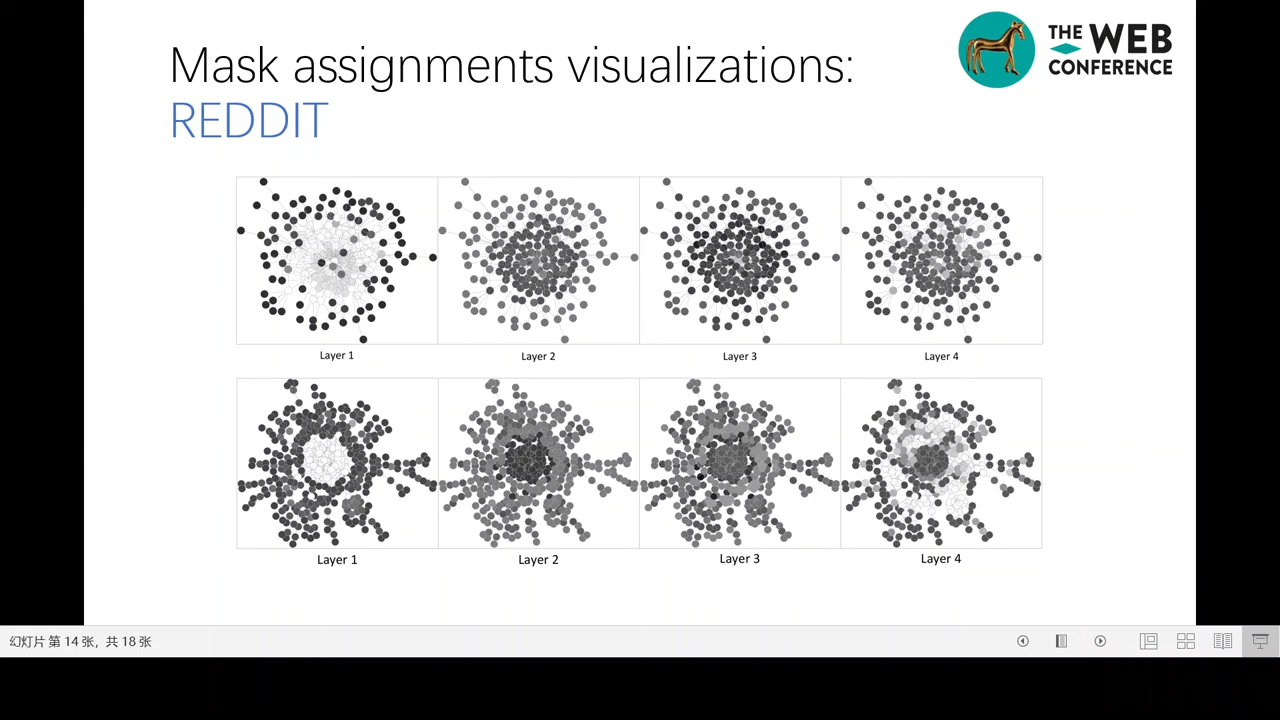 Mask assignments visualizations:
REDDIT
THE WEB
CONFERENCE
Layer 1
Layer 2
Layer 3
Layer 4
Layer 1
Layer 2
Layer 3
Layer 4
幻灯片 第 14 张，共 18 张